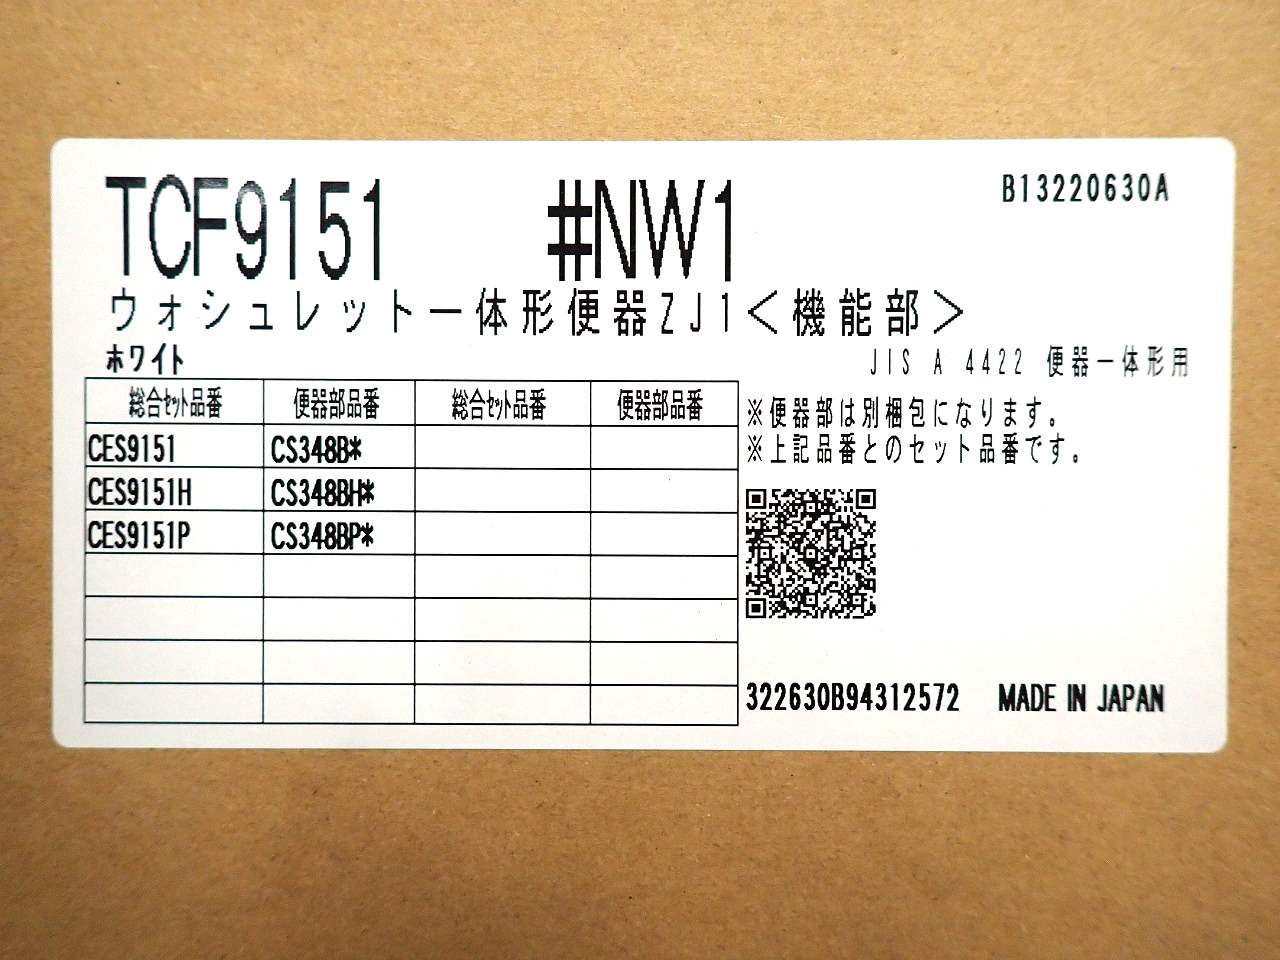 TCF9151 #NW1 B13220630A
ウォシュレット一体形便器ZJ1<機能部>
ホワイト JIS A 4422 便器一体形用
総合セット品番 便器部品番 総合セット品番 便器部品番
CES9151 CS348B*
CES9151H CS348BH*
CES9151P CS348BP*
※便器部は別梱包になります。
※上記品番とのセット品番です。
322630B94312572 MADE IN JAPAN